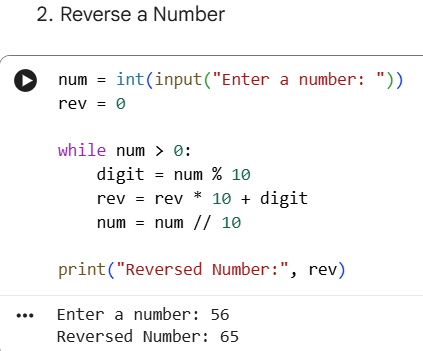 2. Reverse a Number
num = int(input("Enter a number: "))
rev = 0
while num > 0:
    digit = num % 10
    rev = rev * 10 + digit
    num = num // 10
print("Reversed Number:", rev)
Enter a number: 56
Reversed Number: 65